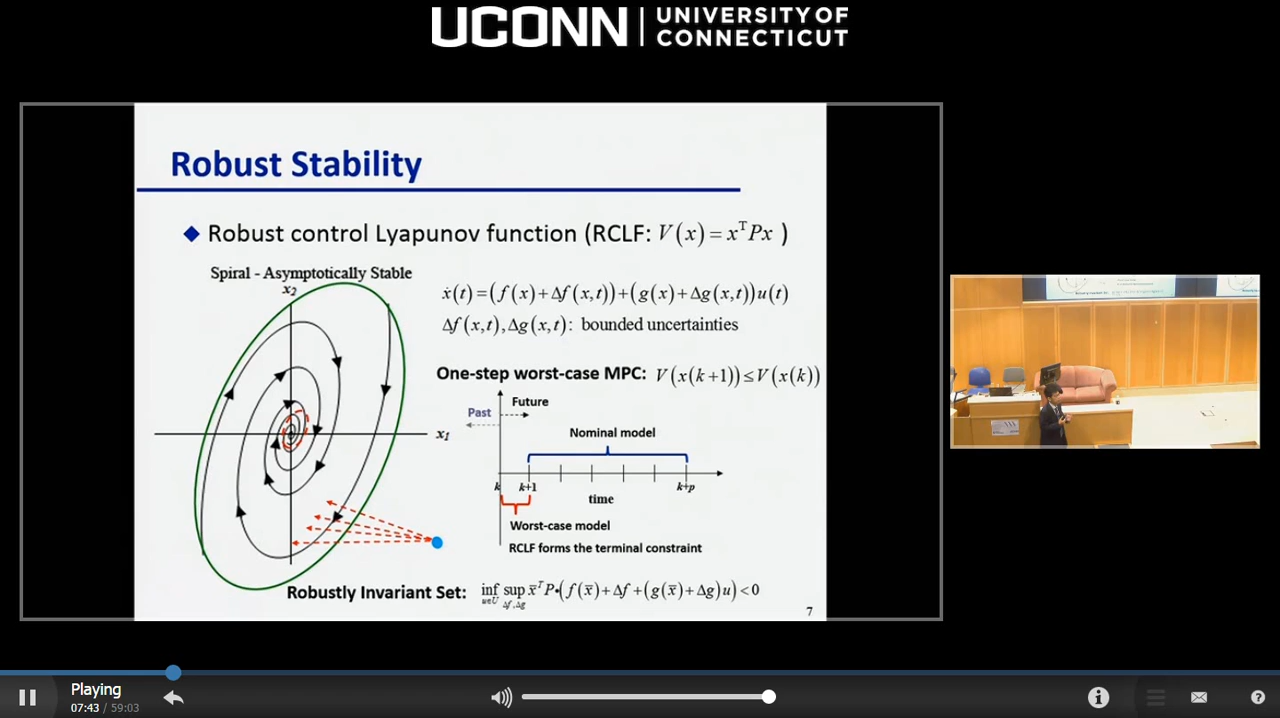 UCONN | UNIVERSITY OF CONNECTICUT
Robust Stability
Robust control Lyapunov function (RCLF: V(x) = xᵀPx )
Spiral - Asymptotically Stable
x₂
x₁
ẋ(t) = (f(x) + Δf(x,t)) + (g(x) + Δg(x,t))u(t)
Δf(x,t), Δg(x,t): bounded uncertainties
One-step worst-case MPC: V(x(k+1)) ≤ V(x(k))
Future
Past
Nominal model
k k+1 k+p
time
Worst-case model
RCLF forms the terminal constraint
Robustly Invariant Set: inf sup x̄ᵀP•(f(x̄) + Δf + (g(x̄) + Δg)u) < 0
u∈U Δf,Δg
7
Playing
07:43 / 59:03